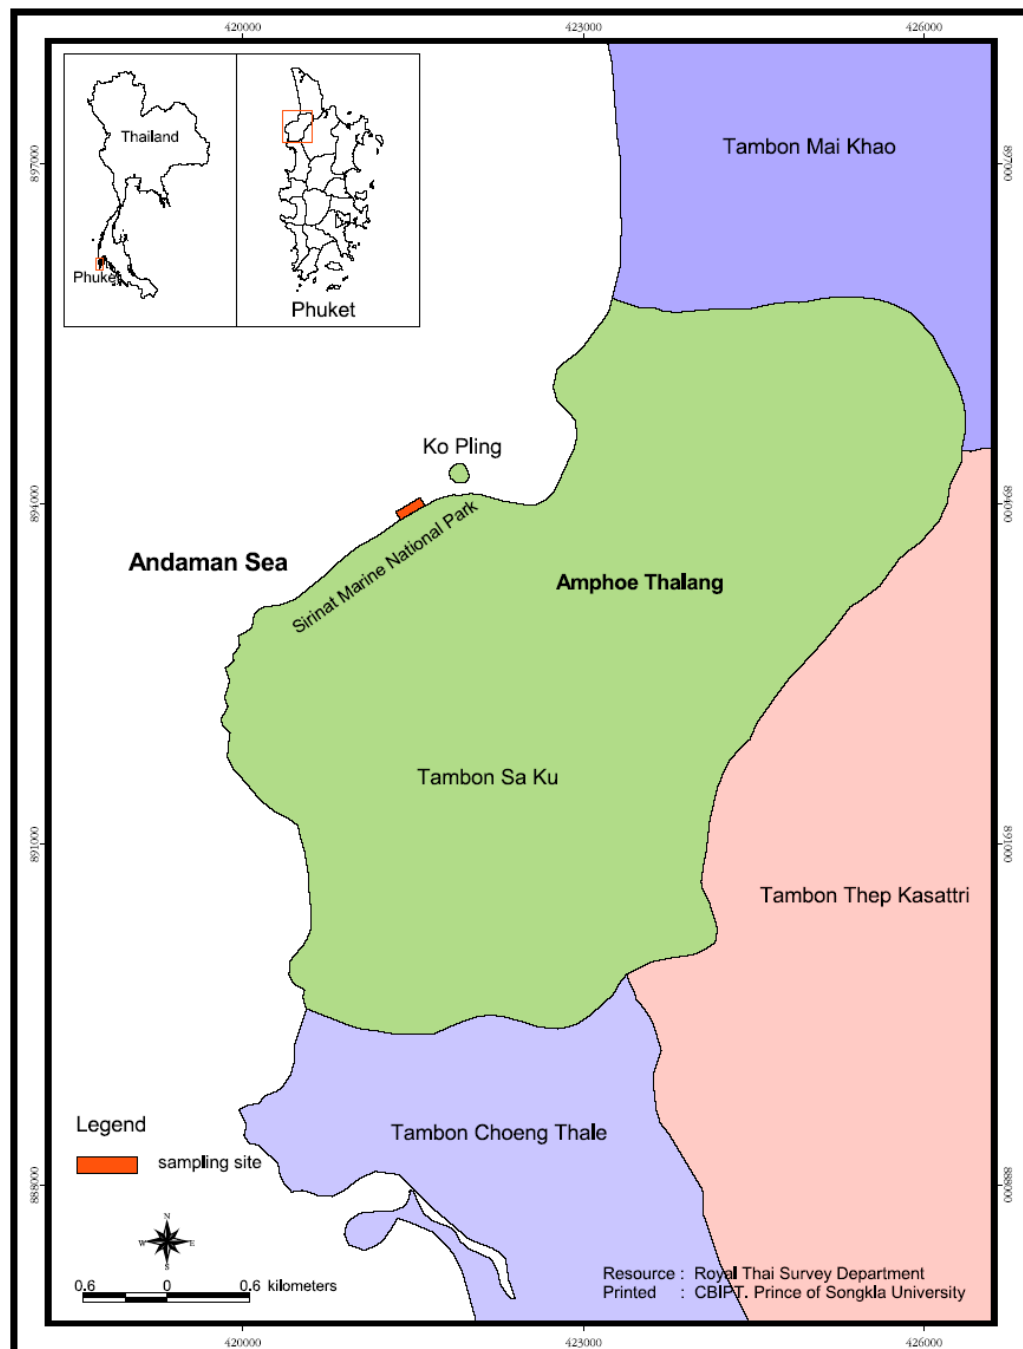 420000
423000
426000
897000
897000
Thailand
Phuket
Phuket
Tambon Mai Khao
Ko Pling
894000
894000
Sirinat Marine National Park
Andaman Sea
Amphoe Thalang
Tambon Sa Ku
891000
891000
Tambon Thep Kasattri
Legend
sampling site
Tambon Choeng Thale
888000
888000
N
W E
S
0.6 0 0.6 kilometers
Resource : Royal Thai Survey Department
Printed : CBIPT. Prince of Songkla University
420000
423000
426000